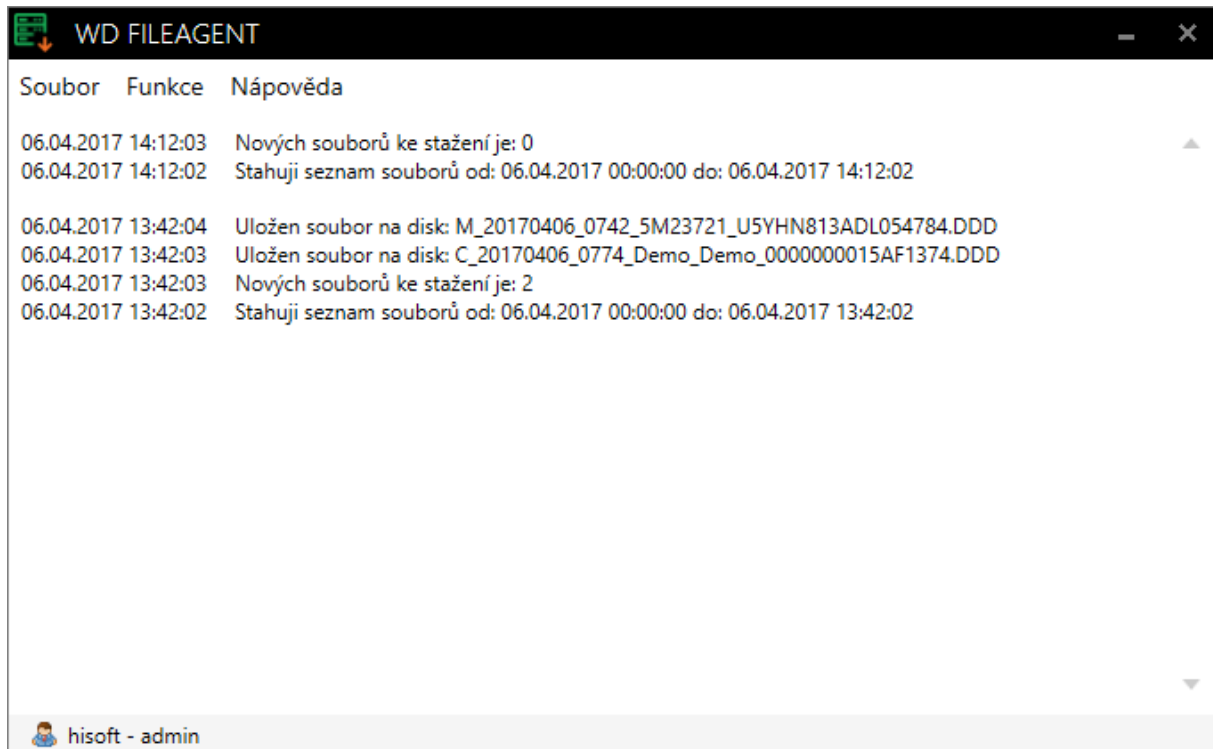 WD FILEAGENT
Soubor Funkce Nápověda
06.04.2017 14:12:03 Nových souborů ke stažení je: 0
06.04.2017 14:12:02 Stahuji seznam souborů od: 06.04.2017 00:00:00 do: 06.04.2017 14:12:02
06.04.2017 13:42:04 Uložen soubor na disk: M_20170406_0742_5M23721_U5YHN813ADL054784.DDD
06.04.2017 13:42:03 Uložen soubor na disk: C_20170406_0774_Demo_Demo_0000000015AF1374.DDD
06.04.2017 13:42:03 Nových souborů ke stažení je: 2
06.04.2017 13:42:02 Stahuji seznam souborů od: 06.04.2017 00:00:00 do: 06.04.2017 13:42:02
hisoft - admin